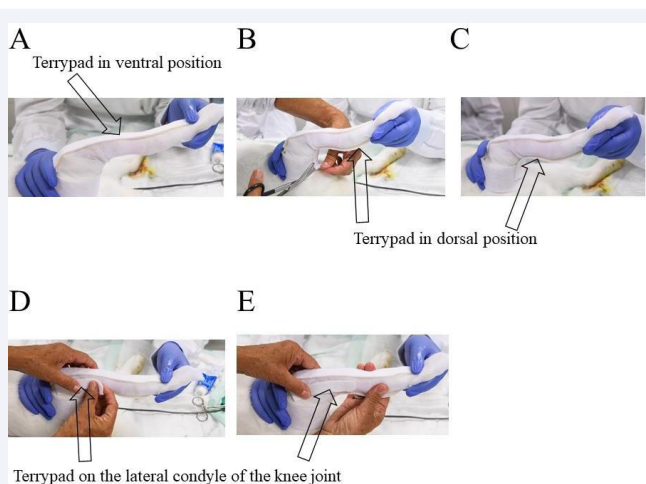 A
B
C
Terrypad in ventral position
Terrypad in dorsal position
D
E
Terrypad on the lateral condyle of the knee joint